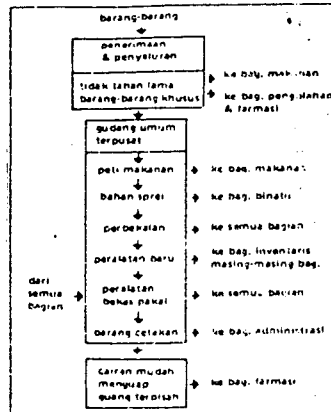 barang-barang
penerimaan
& penyaluran
tidak tahan lama
barang-barang khusus
ke bag. makanan
ke bag. pengolahan
& farmasi
gudang umum
terpusat
peti makanan
ke bag. makanan
bahan sprei
ke bag. binatu
perbekalan
ke semua bagian
peralatan baru
ke bag. inventaris
masing-masing bag.
dari
semua
bagian
peralatan
bekas pakai
ke semua bagian
barang cetakan
ke bag. administrasi
cairan mudah
menguap
ruang terpisah
ke bag. farmasi